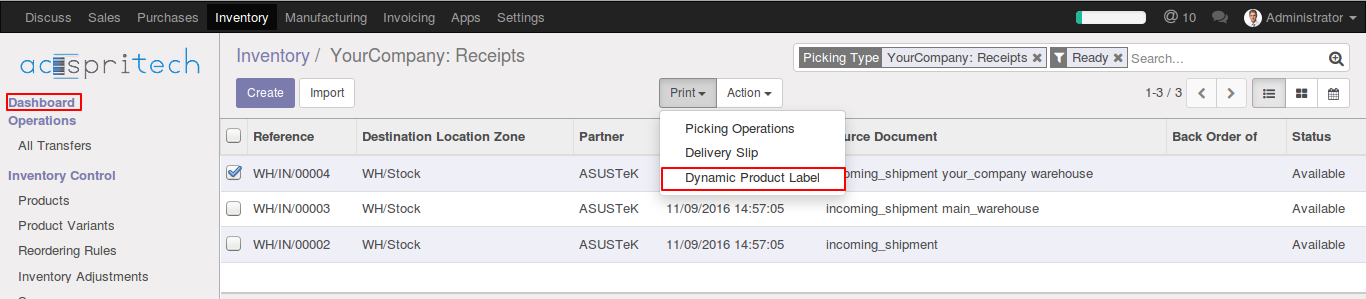 Discuss Sales Purchases Inventory Manufacturing Invoicing Apps Settings @ 10 Administrator
acespritech
Inventory / YourCompany: Receipts
Picking Type YourCompany: Receipts Ready Search...
Create Import Print Action 1-3 / 3
Dashboard
Operations
All Transfers
Inventory Control
Products
Product Variants
Reordering Rules
Inventory Adjustments
Picking Operations
Delivery Slip
Dynamic Product Label
Reference Destination Location Zone Partner urce Document Back Order of Status
WH/IN/00004 WH/Stock ASUSTeK incoming_shipment your_company warehouse Available
WH/IN/00003 WH/Stock ASUSTeK 11/09/2016 14:57:05 incoming_shipment main_warehouse Available
WH/IN/00002 WH/Stock ASUSTeK 11/09/2016 14:57:05 incoming_shipment Available